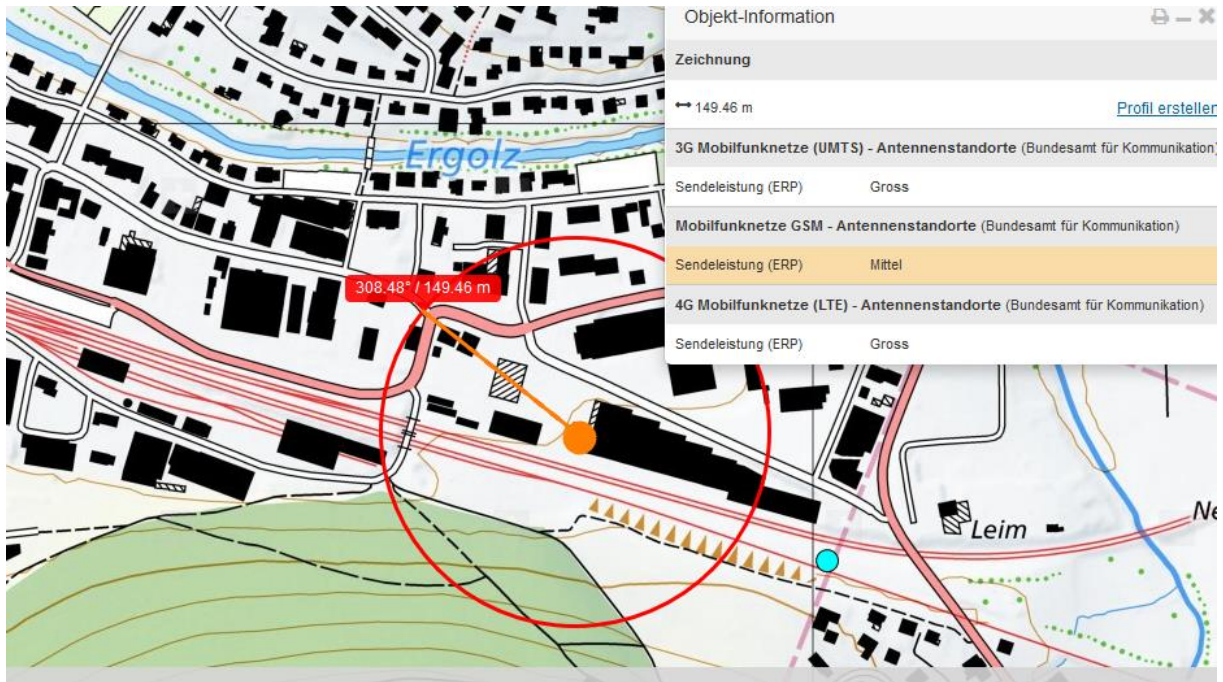 Objekt-Information
Zeichnung
149.46 m Profil erstellen
3G Mobilfunknetze (UMTS) - Antennenstandorte (Bundesamt für Kommunikation)
Sendeleistung (ERP) Gross
Mobilfunknetze GSM - Antennenstandorte (Bundesamt für Kommunikation)
Sendeleistung (ERP) Mittel
4G Mobilfunknetze (LTE) - Antennenstandorte (Bundesamt für Kommunikation)
Sendeleistung (ERP) Gross
Ergolz
308.48° / 149.46 m
Leim
Ne